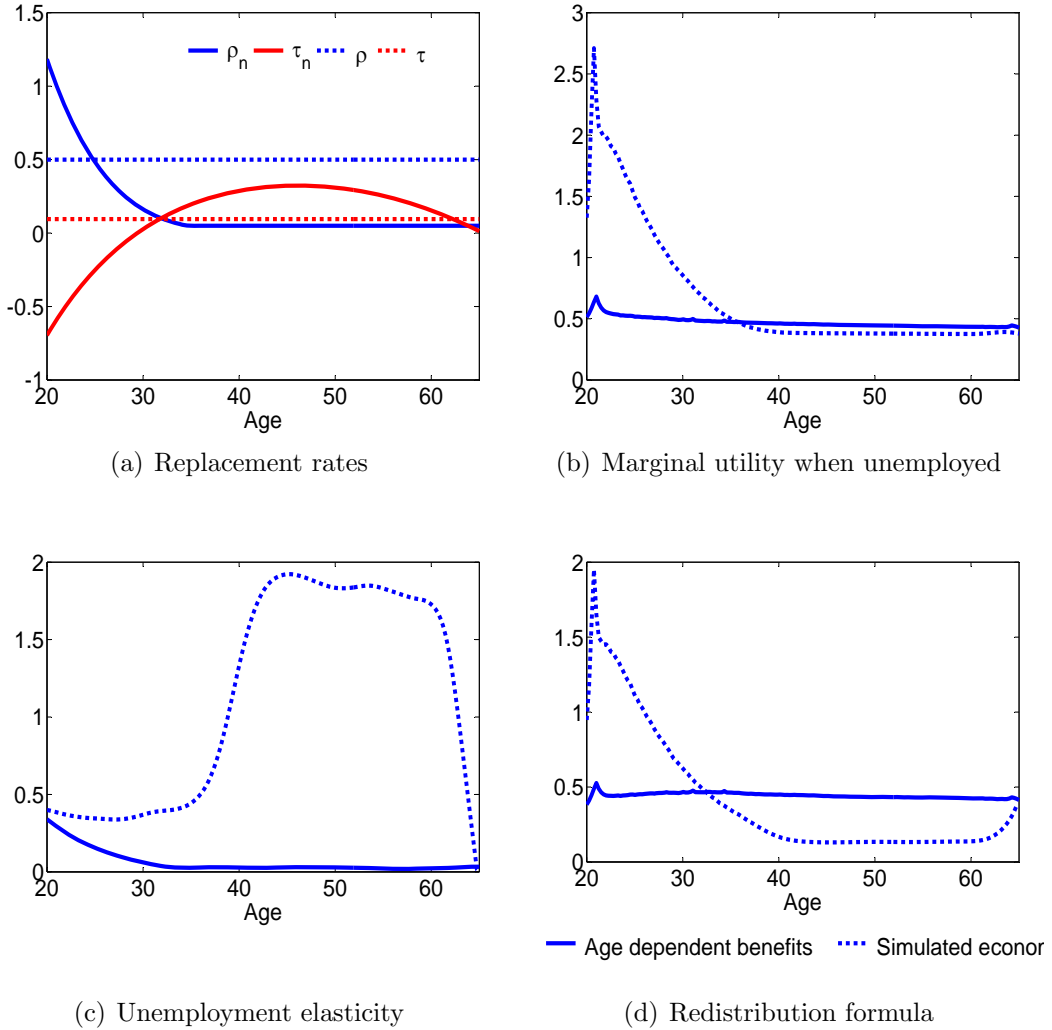 1.5
1
0.5
0
-0.5
-1
20 30 40 50 60
Age
ρn τn ρ τ
(a) Replacement rates
3
2.5
2
1.5
1
0.5
0
20 30 40 50 60
Age
(b) Marginal utility when unemployed
2
1.5
1
0.5
0
20 30 40 50 60
Age
(c) Unemployment elasticity
2
1.5
1
0.5
0
20 30 40 50 60
Age
Age dependent benefits Simulated econor
(d) Redistribution formula